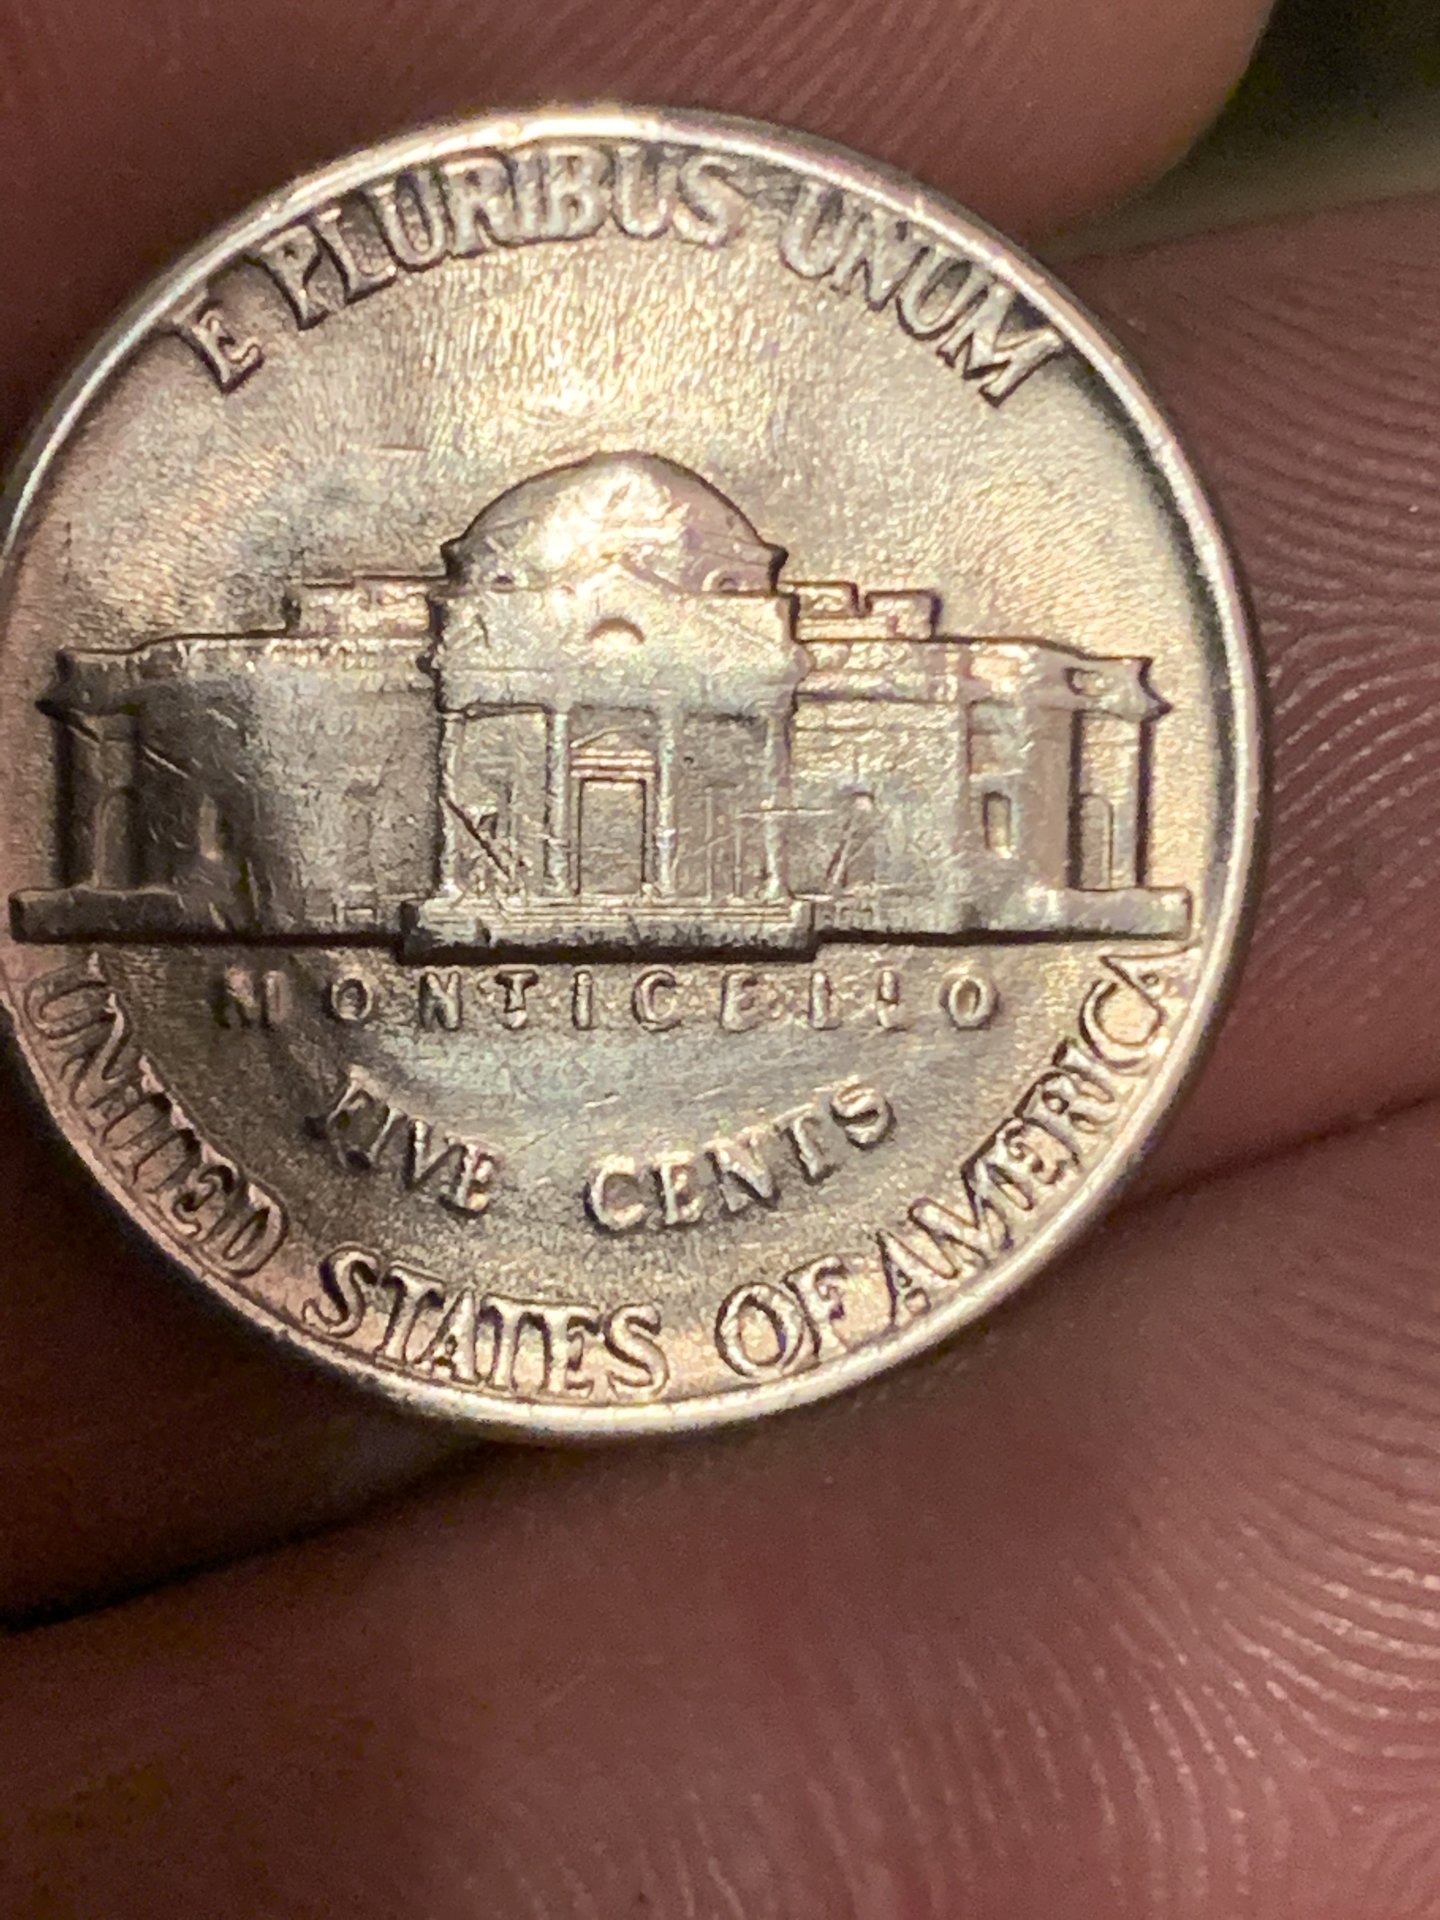 E PLURIBUS UNUM
MONTICELLO
FIVE CENTS
UNITED STATES OF AMERICA